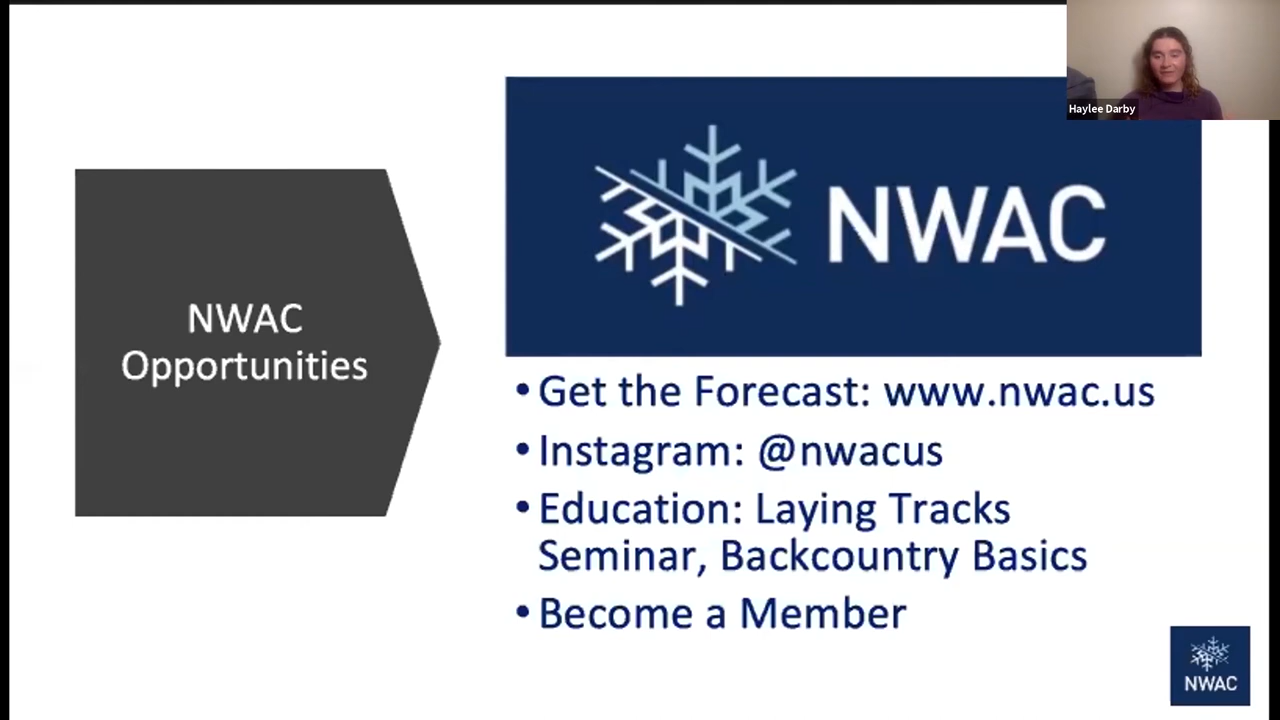 Haylee Darby
NWAC
NWAC
Opportunities
• Get the Forecast: www.nwac.us
• Instagram: @nwacus
• Education: Laying Tracks
Seminar, Backcountry Basics
• Become a Member
NWAC